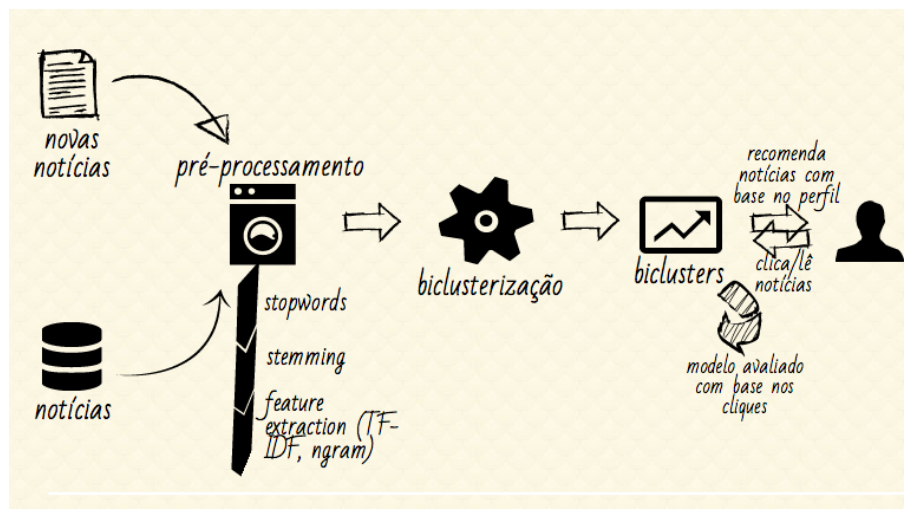 novas
notícias
pré-processamento
notícias
stopwords
stemming
feature
extraction (TF-
IDF, ngram)
biclusterização
biclusters
recomenda
notícias com
base no perfil
clica/lê
notícias
modelo avaliado
com base nos
cliques